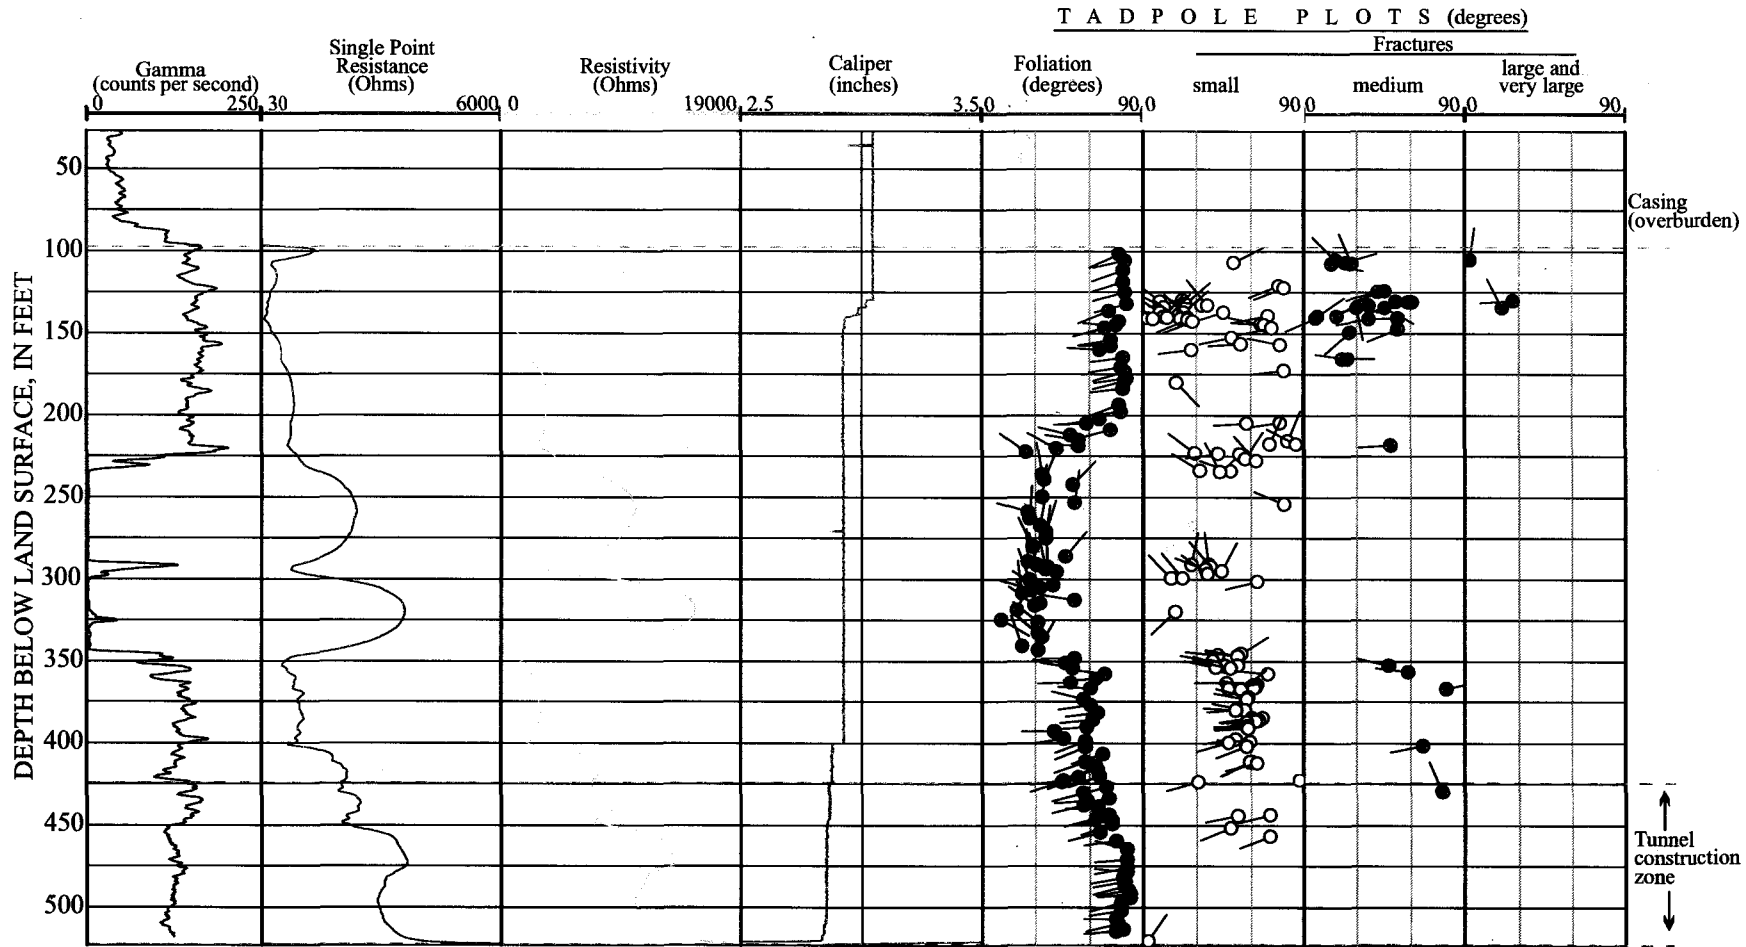 T A D P O L E P L O T S (degrees)
Fractures
Gamma
(counts per second)
Single Point
Resistance
(Ohms)
Resistivity
(Ohms)
Caliper
(inches)
Foliation
(degrees)
small
medium
large and
very large
0 250 30 6000 0 19000 2.5 3.5 0 90 0 90 0 90 0 90
DEPTH BELOW LAND SURFACE, IN FEET
50
100
150
200
250
300
350
400
450
500
Casing
(overburden)
Tunnel
construction
zone